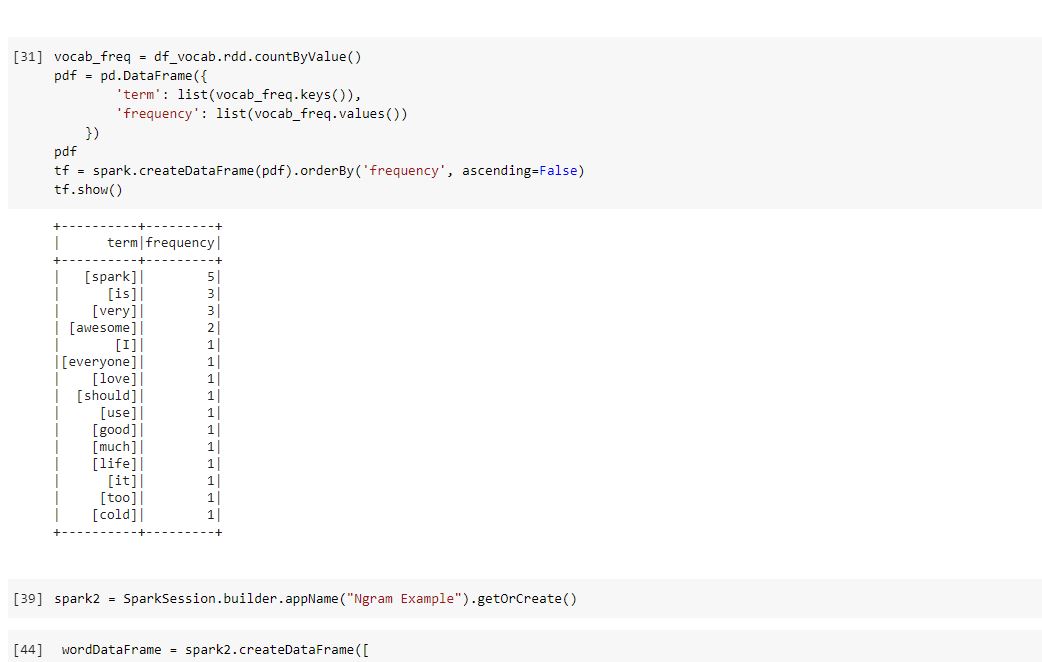 [31] vocab_freq = df_vocab.rdd.countByValue()
pdf = pd.DataFrame({
'term': list(vocab_freq.keys()),
'frequency': list(vocab_freq.values())
})
pdf
tf = spark.createDataFrame(pdf).orderBy('frequency', ascending=False)
tf.show()
+----------+---------+
|      term|frequency|
+----------+---------+
|   [spark]|        5|
|      [is]|        3|
|    [very]|        3|
| [awesome]|        2|
|       [I]|        1|
|[everyone]|        1|
|    [love]|        1|
|  [should]|        1|
|     [use]|        1|
|    [good]|        1|
|    [much]|        1|
|    [life]|        1|
|      [it]|        1|
|     [too]|        1|
|    [cold]|        1|
+----------+---------+
[39] spark2 = SparkSession.builder.appName("Ngram Example").getOrCreate()
[44] wordDataFrame = spark2.createDataFrame([